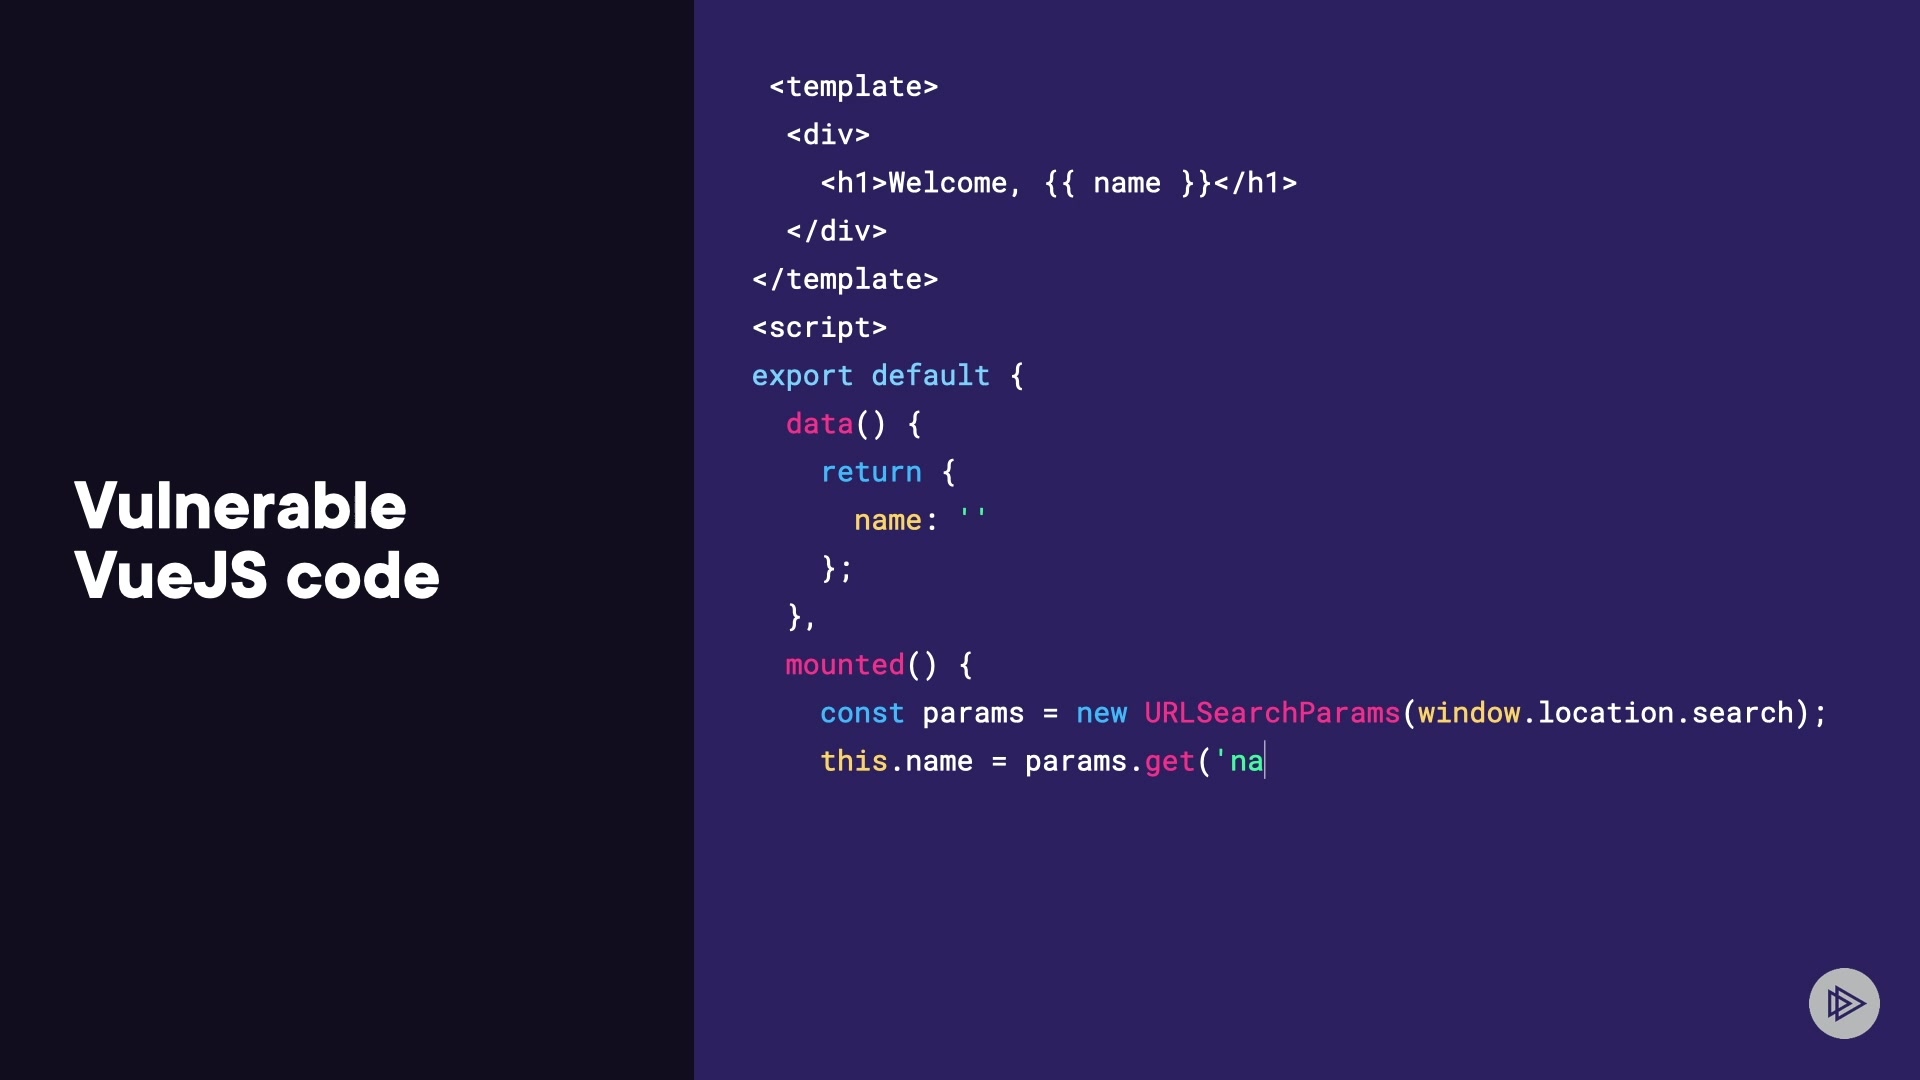 Vulnerable
VueJS code
<template>
<div>
<h1>Welcome, {{ name }}</h1>
</div>
</template>
<script>
export default {
data() {
return {
name: ''
};
},
mounted() {
const params = new URLSearchParams(window.location.search);
this.name = params.get('na